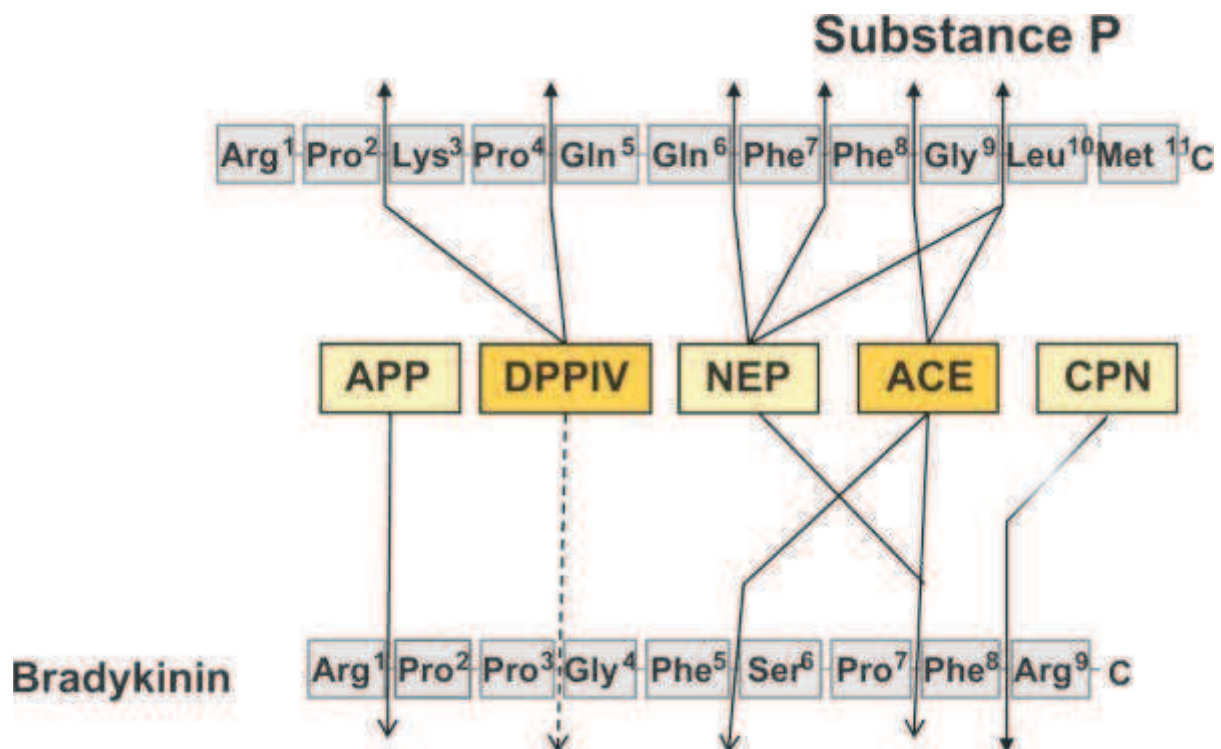 Substance P
Arg¹ Pro² Lys³ Pro⁴ Gln⁵ Gln⁶ Phe⁷ Phe⁸ Gly⁹ Leu¹⁰ Met ¹¹C
APP DPPIV NEP ACE CPN
Bradykinin Arg¹ Pro² Pro³ Gly⁴ Phe⁵ Ser⁶ Pro⁷ Phe⁸ Arg⁹ C